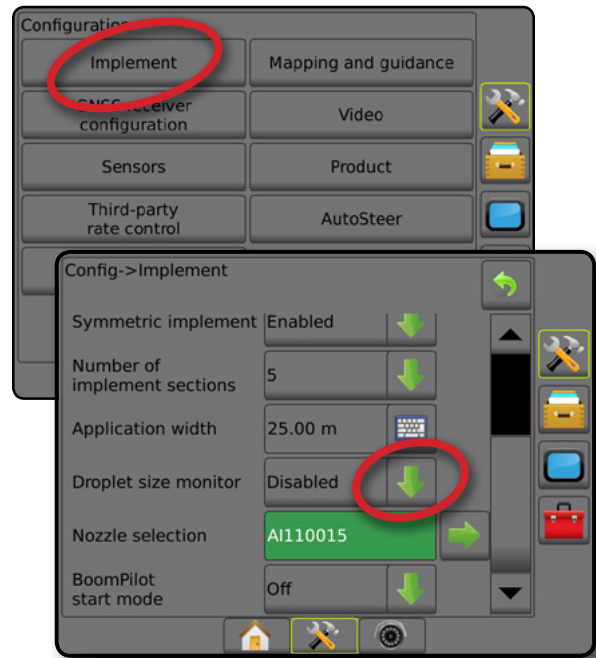 Configuration
Implement
Mapping and guidance
GNSS receiver
configuration
Video
Sensors
Product
Third-party
rate control
AutoSteer
Config->Implement
Symmetric implement
Enabled
Number of
implement sections
5
Application width
25.00 m
Droplet size monitor
Disabled
Nozzle selection
AI110015
BoomPilot
start mode
Off